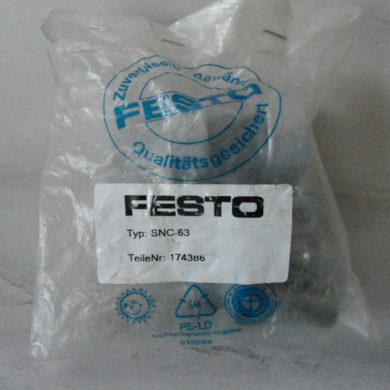 Zuverlässig
FESTO
Qualitätsgesichert
FESTO
Typ: SNC-63
TeileNr: 174386
PE-LD